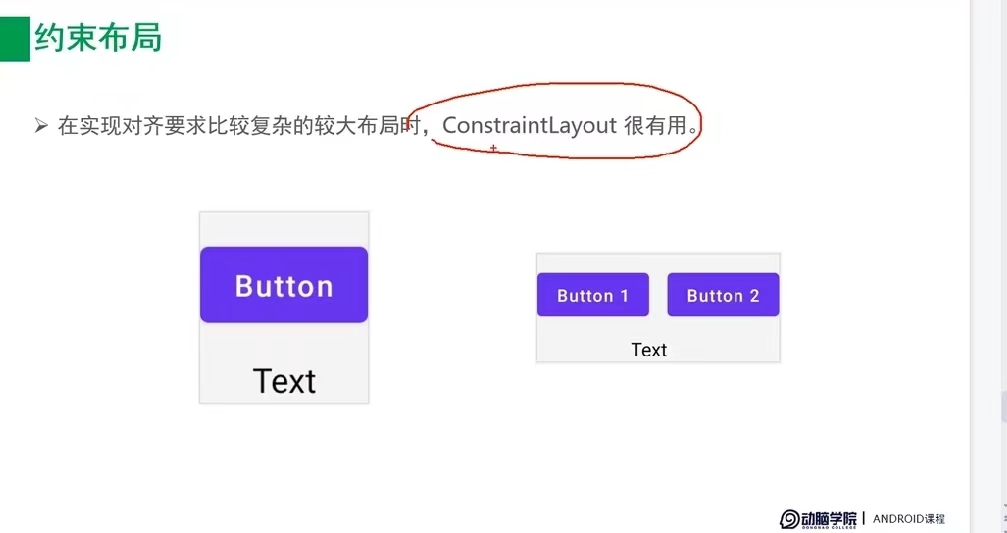 约束布局
在实现对齐要求比较复杂的较大布局时，ConstraintLayout 很有用。
Button
Text
Button 1 Button 2
Text
动脑学院 ANDROID课程
DONGNAO COLLEGE